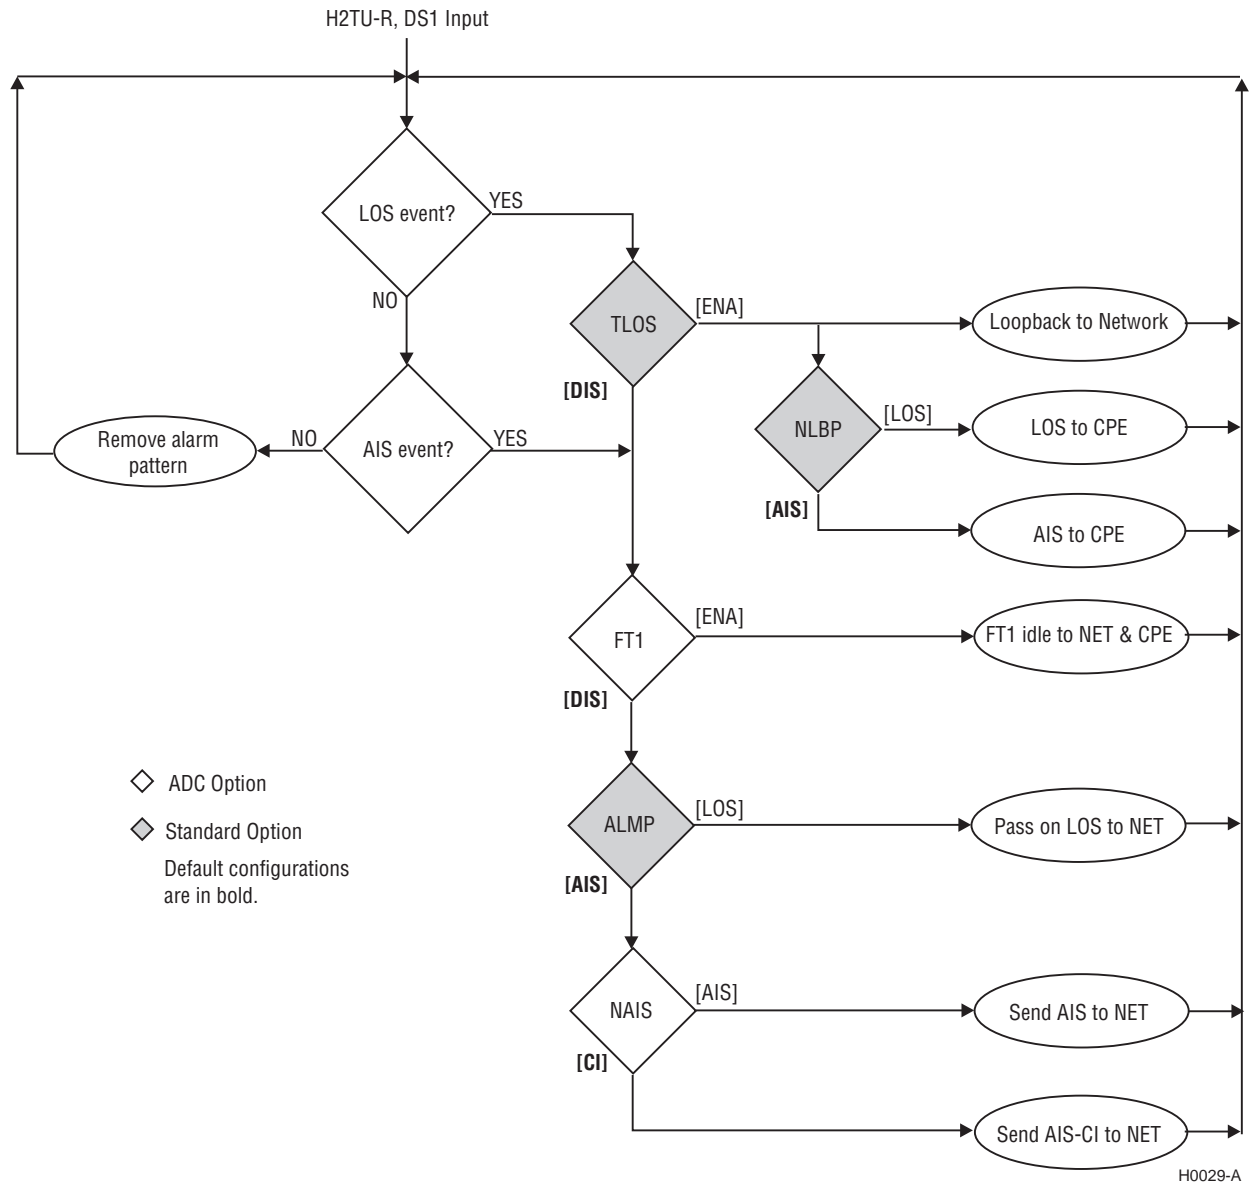 H2TU-R, DS1 Input
LOS event?
YES
NO
TLOS
[ENA]
[DIS]
Loopback to Network
NLBP
[LOS]
LOS to CPE
[AIS]
AIS to CPE
AIS event?
YES
NO
Remove alarm
pattern
FT1
[ENA]
FT1 idle to NET & CPE
[DIS]
ALMP
[LOS]
Pass on LOS to NET
[AIS]
NAIS
[AIS]
Send AIS to NET
[CI]
Send AIS-CI to NET
ADC Option
Standard Option
Default configurations
are in bold.
H0029-A